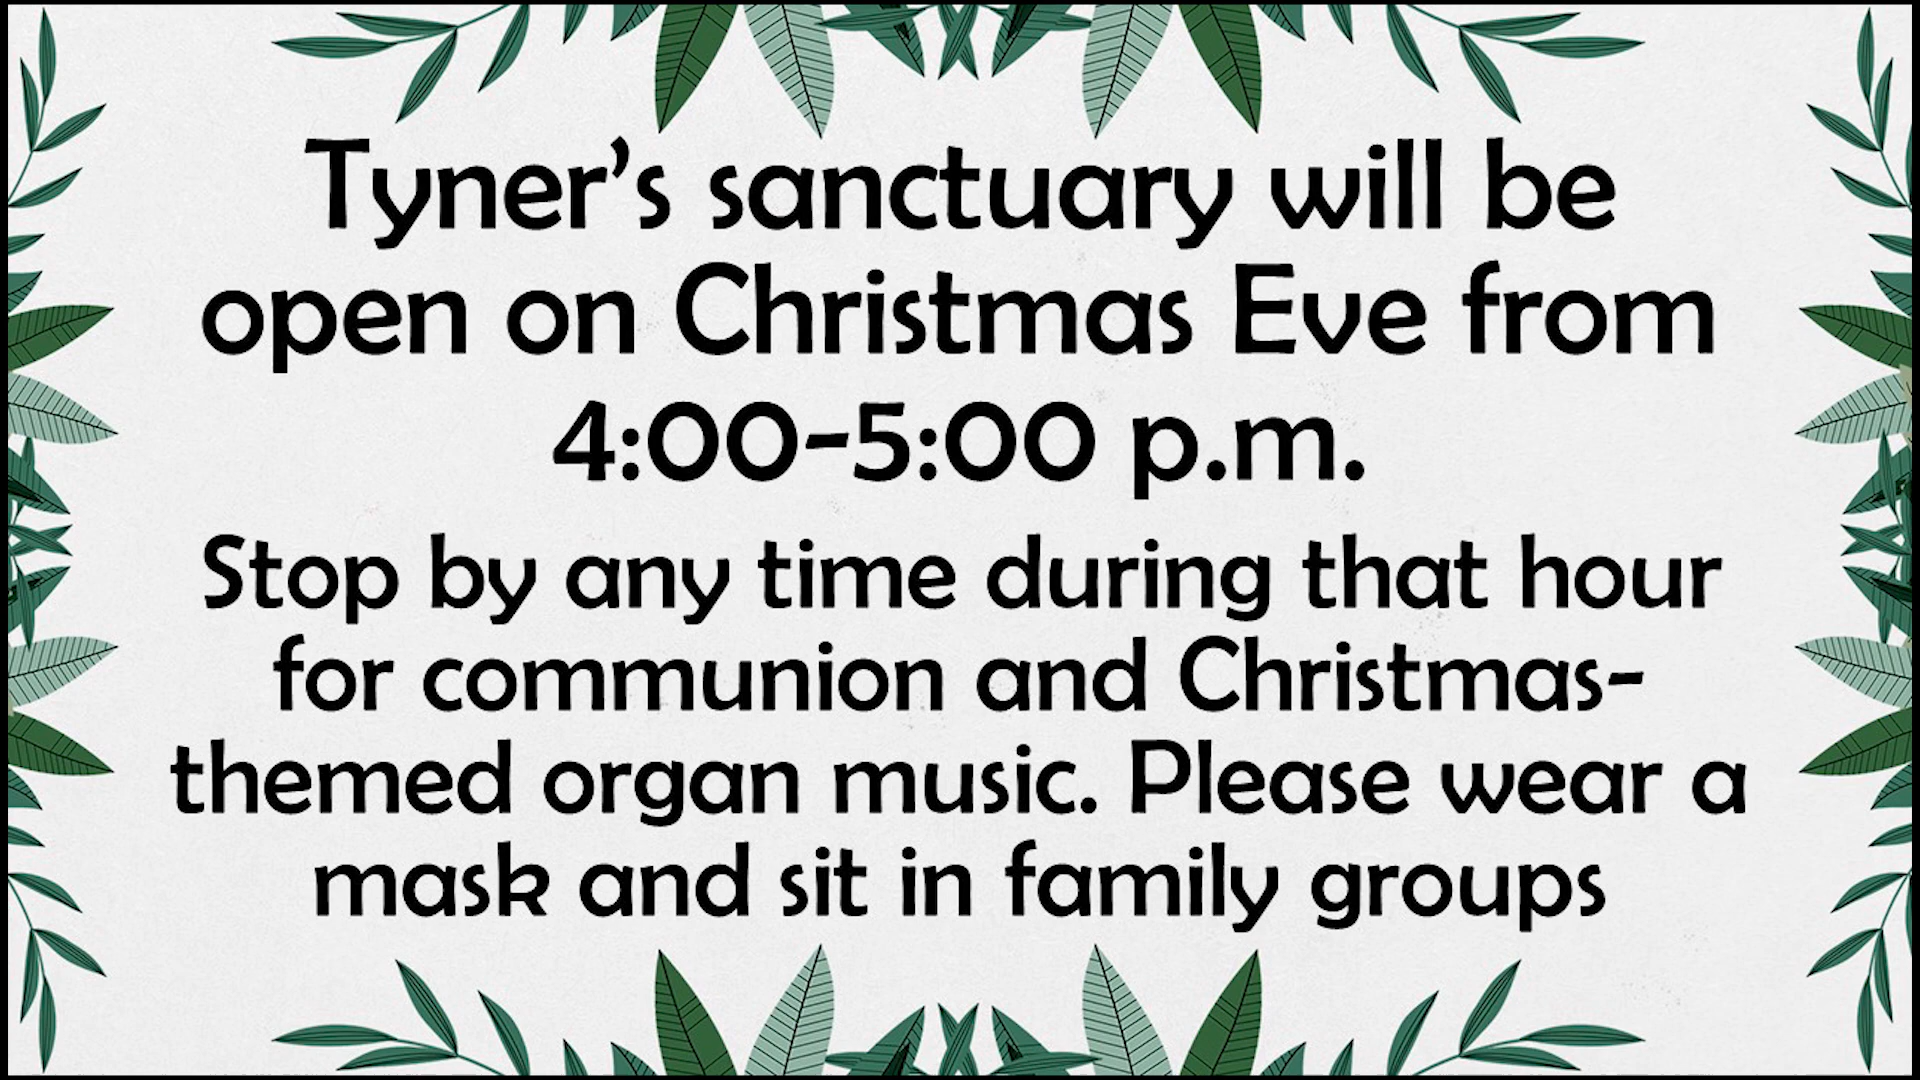 Tyner’s sanctuary will be
open on Christmas Eve from
4:00-5:00 p.m.
Stop by any time during that hour
for communion and Christmas-
themed organ music. Please wear a
mask and sit in family groups